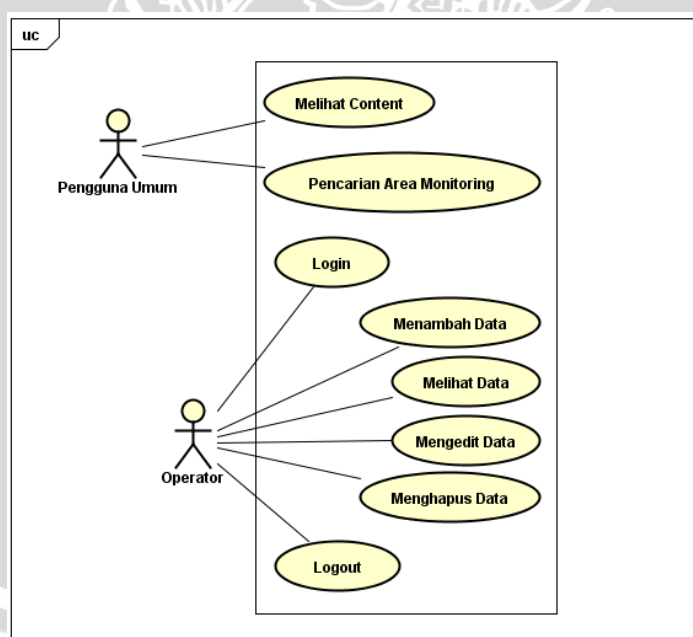 uc
Melihat Content
Pengguna Umum
Pencarian Area Monitoring
Login
Menambah Data
Melihat Data
Operator
Mengedit Data
Menghapus Data
Logout